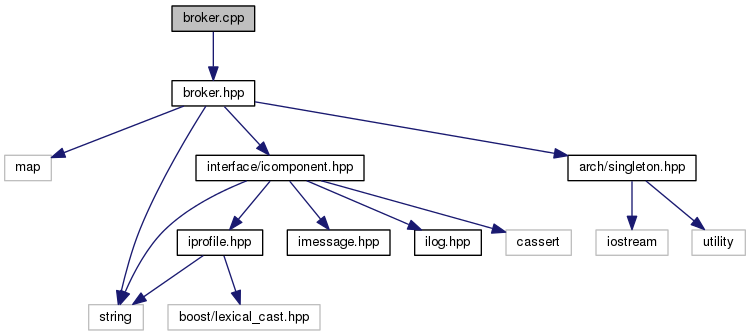 broker.cpp
broker.hpp
map
interface/icomponent.hpp
arch/singleton.hpp
iprofile.hpp
imessage.hpp
ilog.hpp
cassert
iostream
utility
string
boost/lexical_cast.hpp